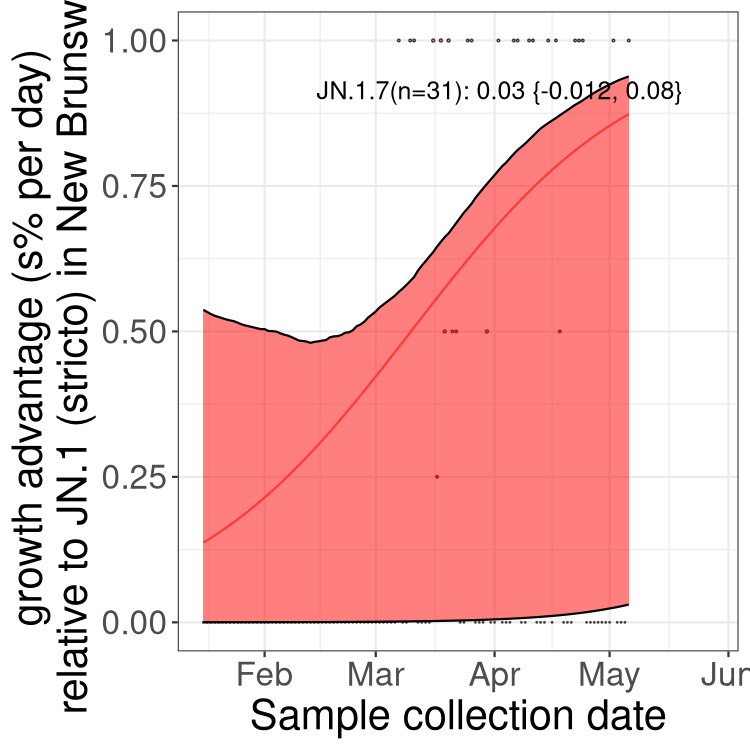 growth advantage (s% per day)
relative to JN.1 (stricto) in New Brunsw
1.00
0.75
0.50
0.25
0.00
JN.1.7(n=31): 0.03 {-0.012, 0.08}
Feb Mar Apr May Jun
Sample collection date